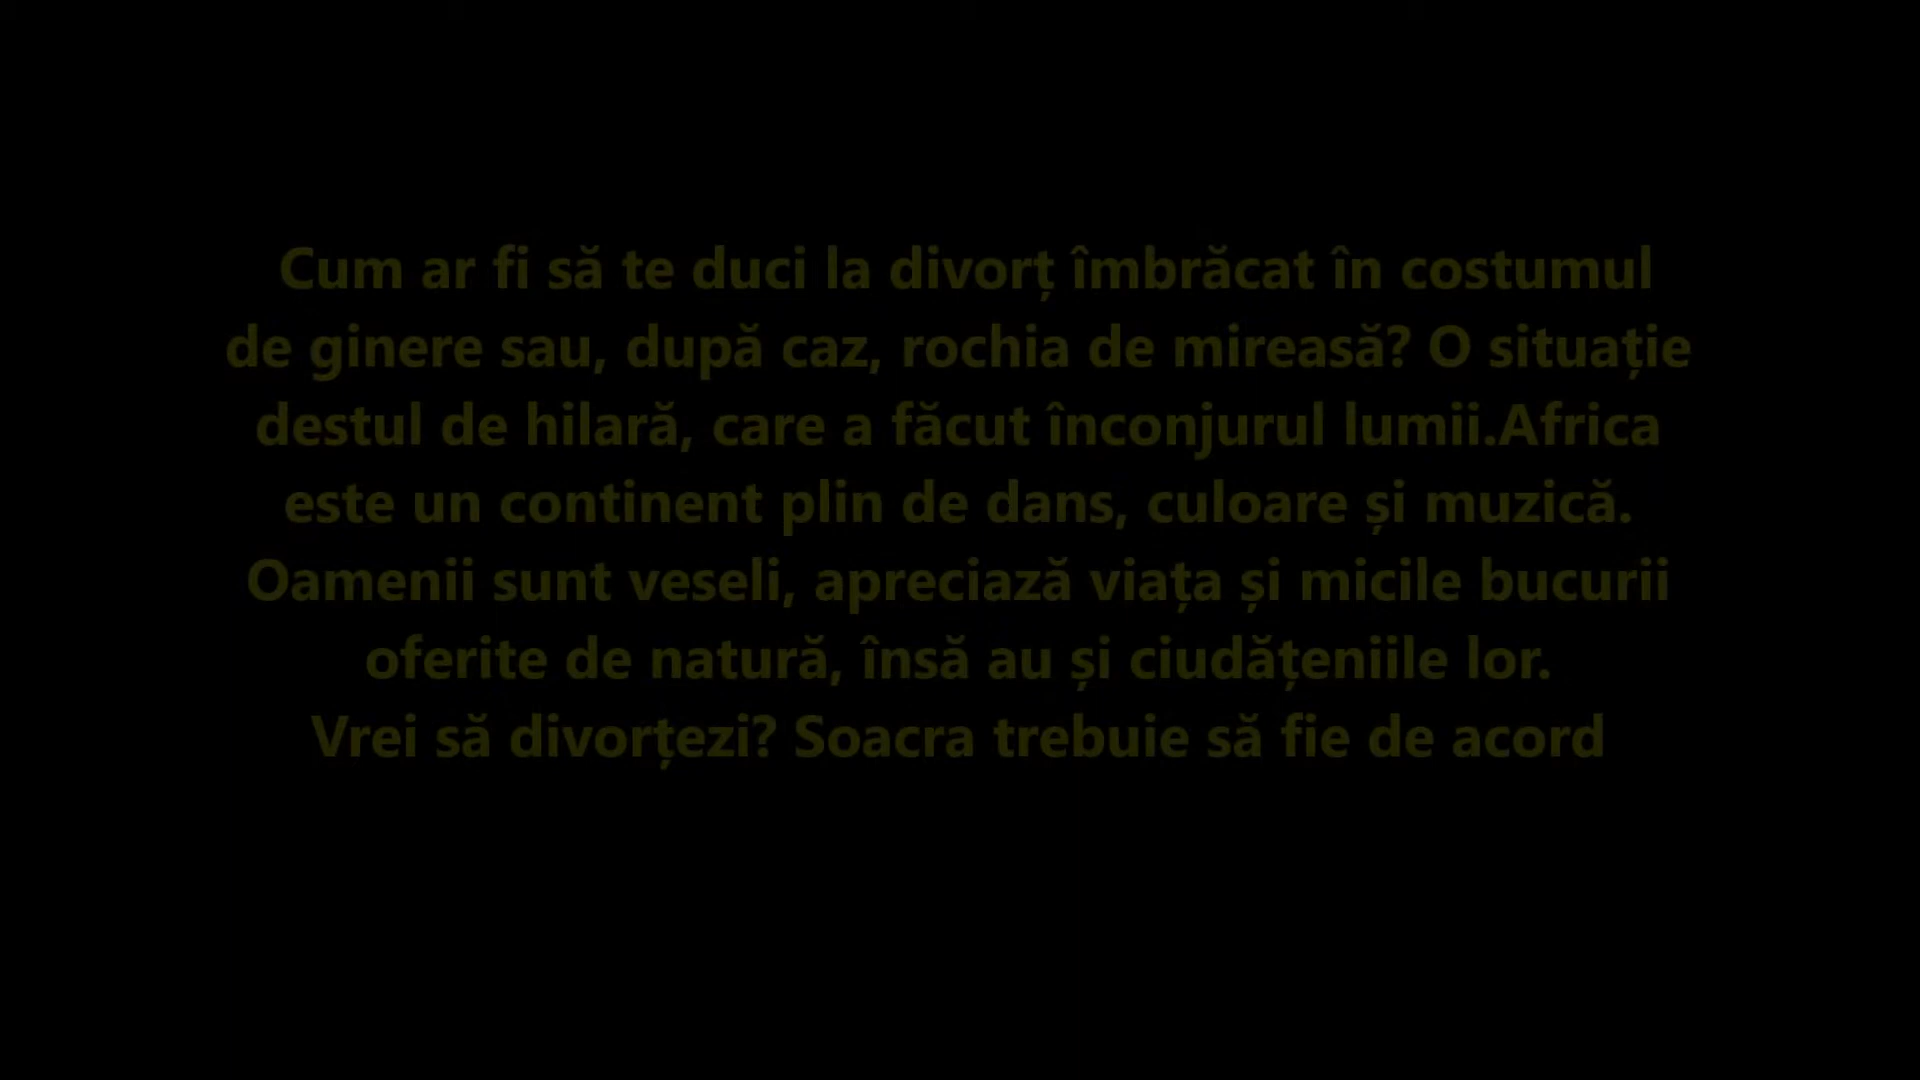 Cum ar fi să te duci la divorț îmbrăcat în costumul
de ginere sau, după caz, rochia de mireasă? O situație
destul de hilară, care a făcut înconjurul lumii.Africa
este un continent plin de dans, culoare și muzică.
Oamenii sunt veseli, apreciază viața și micile bucurii
oferite de natură, însă au și ciudățeniile lor.
Vrei să divorțezi? Soacra trebuie să fie de acord